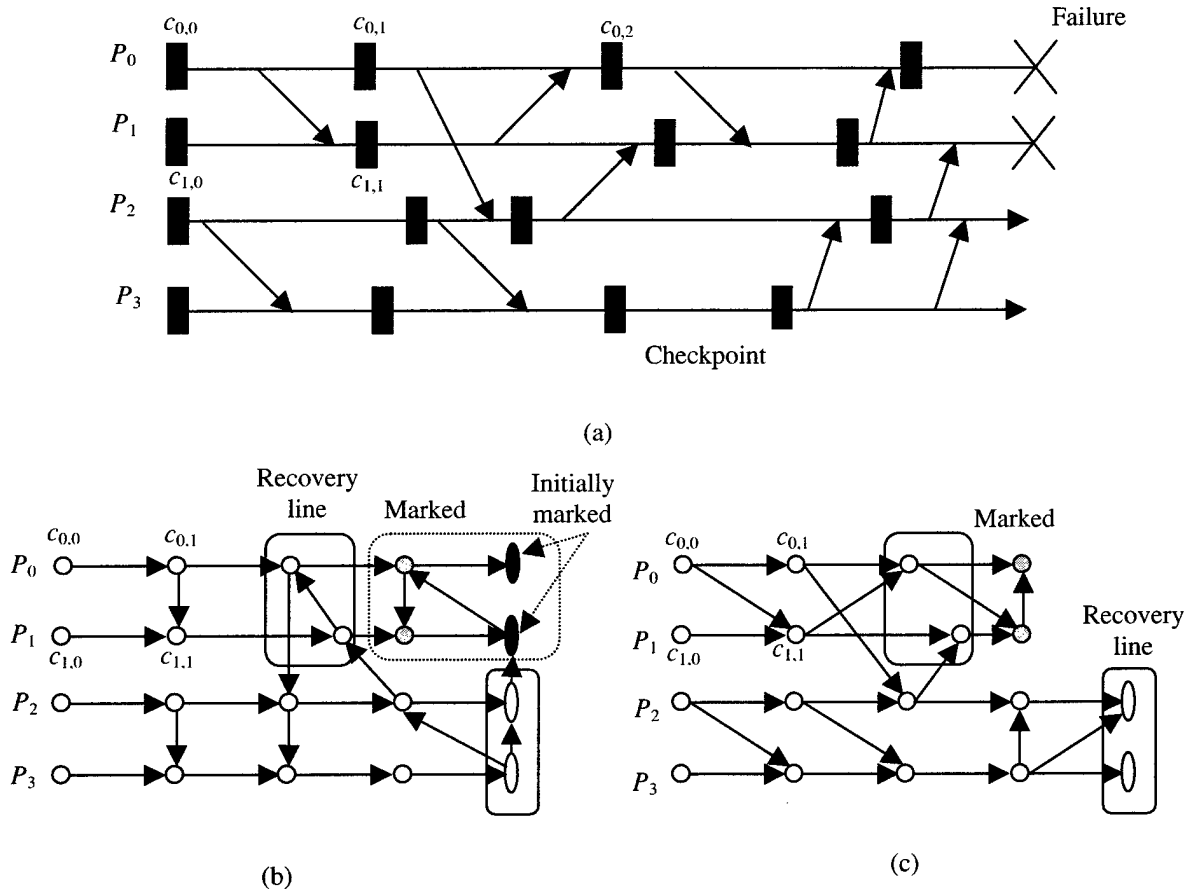 c0,0
c0,1
c0,2
Failure
P0
P1
c1,0
c1,1
P2
P3
Checkpoint
(a)
Recovery
line
Marked
Initially
marked
c0,0
c0,1
P0
P1
c1,0
c1,1
P2
P3
(b)
Marked
c0,0
c0,1
P0
Recovery
line
P1
c1,0
c1,1
P2
P3
(c)